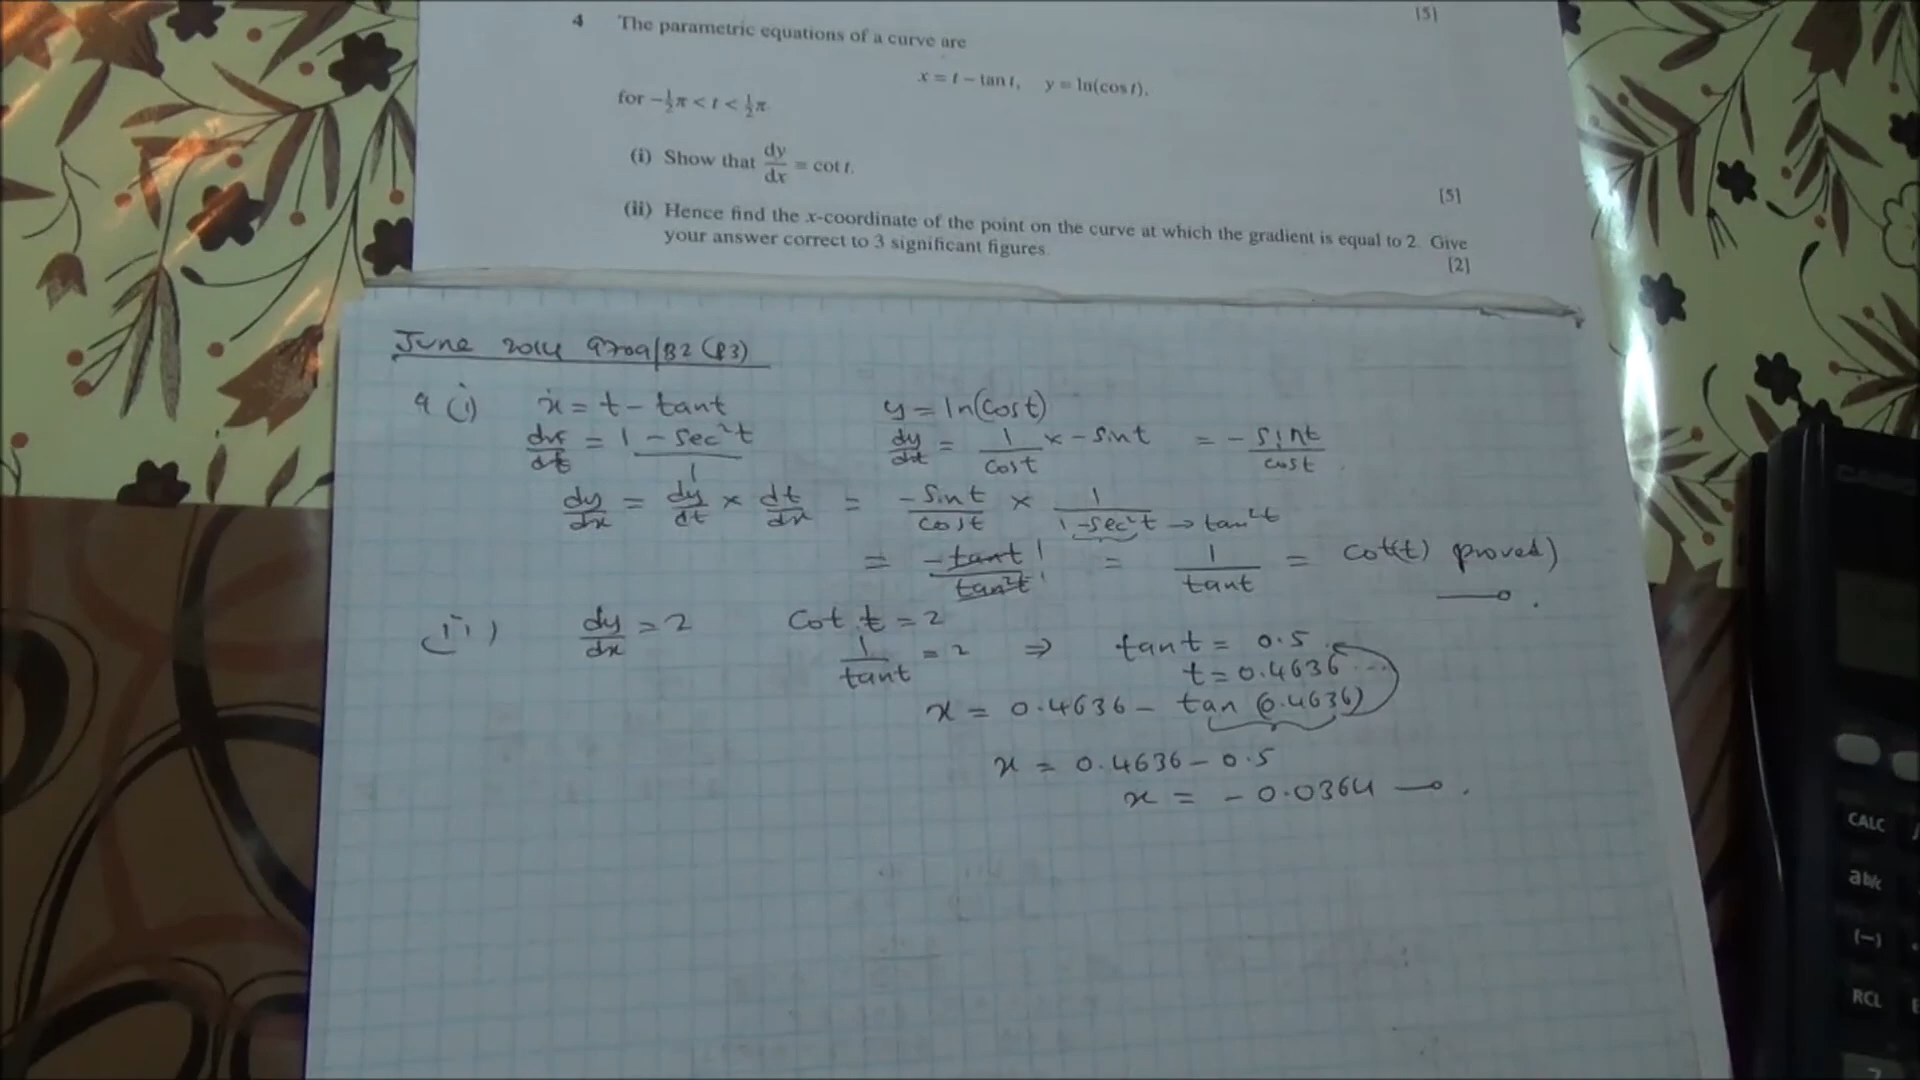 [5]
4 The parametric equations of a curve are
x = t − tan t, y = ln(cos t),
for −½π < t < ½π.
(i) Show that dy/dx = cot t.
[5]
(ii) Hence find the x-coordinate of the point on the curve at which the gradient is equal to 2. Give
your answer correct to 3 significant figures.
[2]
June 2014 9709/32 (P3)
4 (i) x = t − tant y = ln(cost)
dx/dt = 1 − sec²t / 1 dy/dt = 1/cost × −sint = − sint/cost
dy/dx = dy/dt × dt/dx = −sint/cost × 1/1−sec²t → tan²t
= −tant/tan²t = 1/tant = cot(t) proved)
(ii) dy/dx = 2 cot t = 2
1/tant = 2 ⇒ tant = 0.5
t = 0.4636...
x = 0.4636 − tan (0.4636)
x = 0.4636 − 0.5
x = − 0.0364
CASIO
CALC
(−)
RCL
7